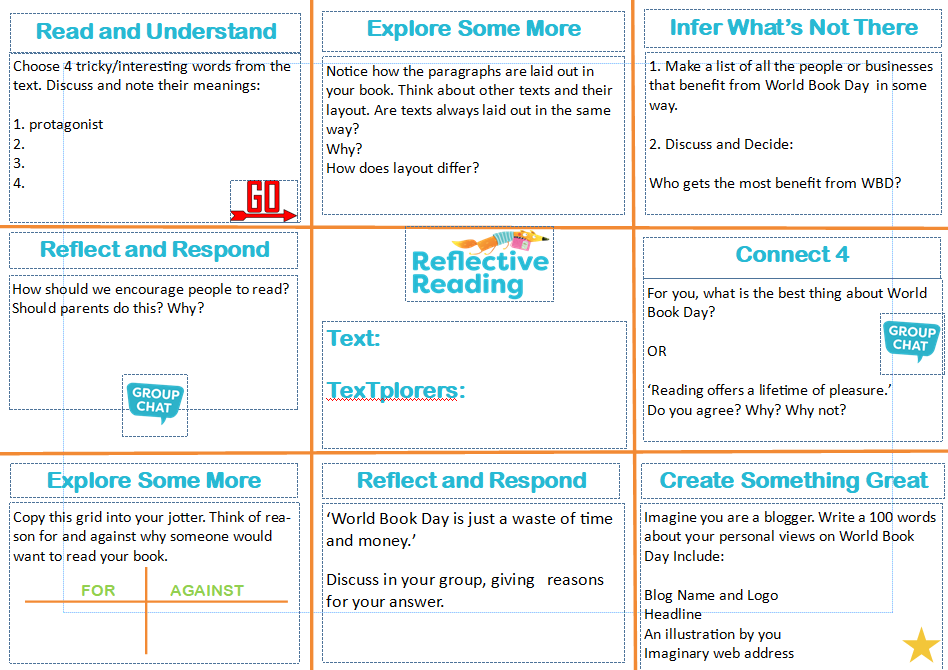 Read and Understand
Choose 4 tricky/interesting words from the
text. Discuss and note their meanings:
1. protagonist
2.
3.
4.
GO
Explore Some More
Notice how the paragraphs are laid out in
your book. Think about other texts and their
layout. Are texts always laid out in the same
way?
Why?
How does layout differ?
Infer What's Not There
1. Make a list of all the people or businesses
that benefit from World Book Day in some
way.
2. Discuss and Decide:
Who gets the most benefit from WBD?
Reflect and Respond
How should we encourage people to read?
Should parents do this? Why?
GROUP
CHAT
Reflective
Reading
Text:
TexTplorers:
Connect 4
For you, what is the best thing about World
Book Day?
GROUP
CHAT
OR
‘Reading offers a lifetime of pleasure.’
Do you agree? Why? Why not?
Explore Some More
Copy this grid into your jotter. Think of rea-
son for and against why someone would
want to read your book.
FOR AGAINST
Reflect and Respond
‘World Book Day is just a waste of time
and money.’
Discuss in your group, giving reasons
for your answer.
Create Something Great
Imagine you are a blogger. Write a 100 words
about your personal views on World Book
Day Include:
Blog Name and Logo
Headline
An illustration by you
Imaginary web address